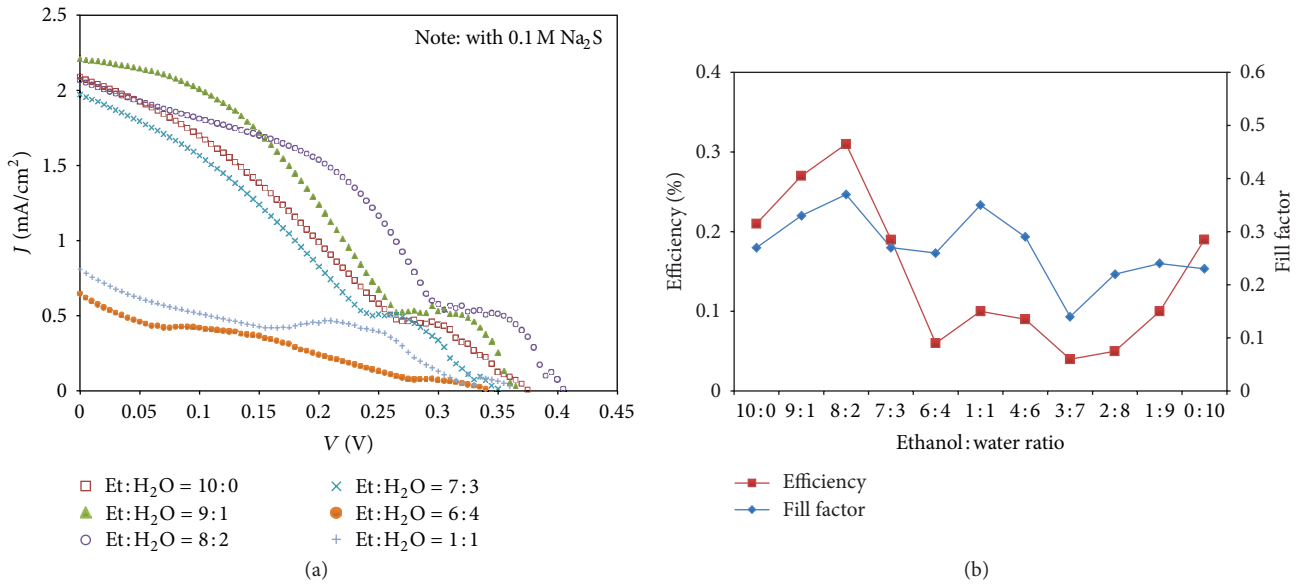 2.5
2
1.5
1
0.5
0
J (mA/cm²)
Note: with 0.1 M Na₂S
0 0.05 0.1 0.15 0.2 0.25 0.3 0.35 0.4 0.45
V (V)
Et:H₂O = 10:0
Et:H₂O = 9:1
Et:H₂O = 8:2
Et:H₂O = 7:3
Et:H₂O = 6:4
Et:H₂O = 1:1
(a)
0.4
0.3
0.2
0.1
0
Efficiency (%)
0.6
0.5
0.4
0.3
0.2
0.1
0
Fill factor
10:0 9:1 8:2 7:3 6:4 1:1 4:6 3:7 2:8 1:9 0:10
Ethanol:water ratio
Efficiency
Fill factor
(b)